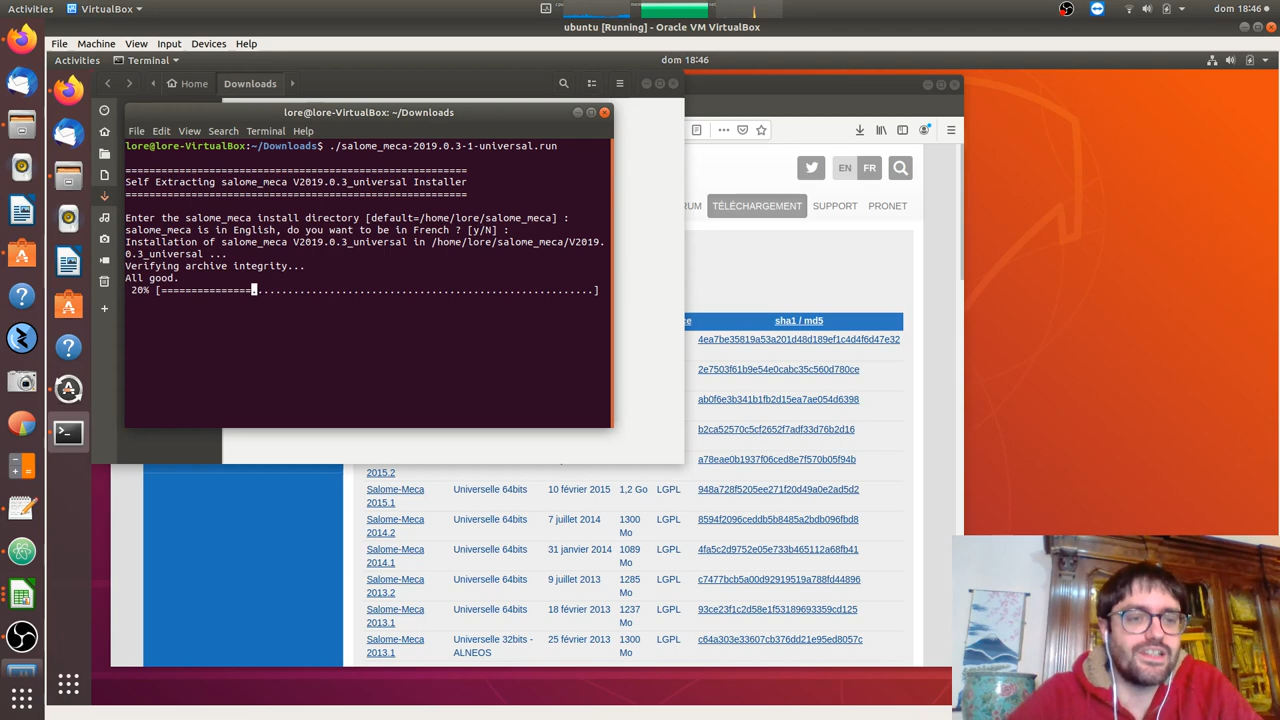 Activities
VirtualBox
dom 18:46
ubuntu [Running] - Oracle VM VirtualBox
File Machine View Input Devices Help
Activities
Terminal
dom 18:46
Home
Downloads
lore@lore-VirtualBox: ~/Downloads
File Edit View Search Terminal Help
lore@lore-VirtualBox:~/Downloads$ ./salome_meca-2019.0.3-1-universal.run
=====================================================
Self Extracting salome_meca V2019.0.3_universal Installer
=====================================================
Enter the salome_meca install directory [default=/home/lore/salome_meca] :
salome_meca is in English, do you want to be in French ? [y/N] :
Installation of salome_meca V2019.0.3_universal in /home/lore/salome_meca/V2019.
0.3_universal ...
Verifying archive integrity...
All good.
20% [===============.........................................................]
EN FR
RUM TÉLÉCHARGEMENT SUPPORT PRONET
ce sha1 / md5
4ea7be35819a53a201d48d189ef1c4d4f6d47e32
2e7503f61b9e54e0cabc35c560d780ce
ab0f6e3b341b1fb2d15ea7ae054d6398
b2ca52570c5cf2652f7adf33d76b2d16
a78eae0b1937f06ced8e7f570b05f94b
2015.2
Salome-Meca Universelle 64bits 10 février 2015 1,2 Go LGPL 948a728f5205ee271f20d49a0e2ad5d2
2015.1
Salome-Meca Universelle 64bits 7 juillet 2014 1300 LGPL 8594f2096ceddb5b8485a2bdb096fbd8
2014.2 Mo
Salome-Meca Universelle 64bits 31 janvier 2014 1089 LGPL 4fa5c2d9752e05e733b465112a68fb41
2014.1 Mo
Salome-Meca Universelle 64bits 9 juillet 2013 1285 LGPL c7477bcb5a00d92919519a788fd44896
2013.2 Mo
Salome-Meca Universelle 64bits 18 février 2013 1237 LGPL 93ce23f1c2d58e1f53189693359cd125
2013.1 Mo
Salome-Meca Universelle 32bits - 25 février 2013 1300 LGPL c64a303e33607cb376dd21e95ed8057c
2013.1 ALNEOS Mo